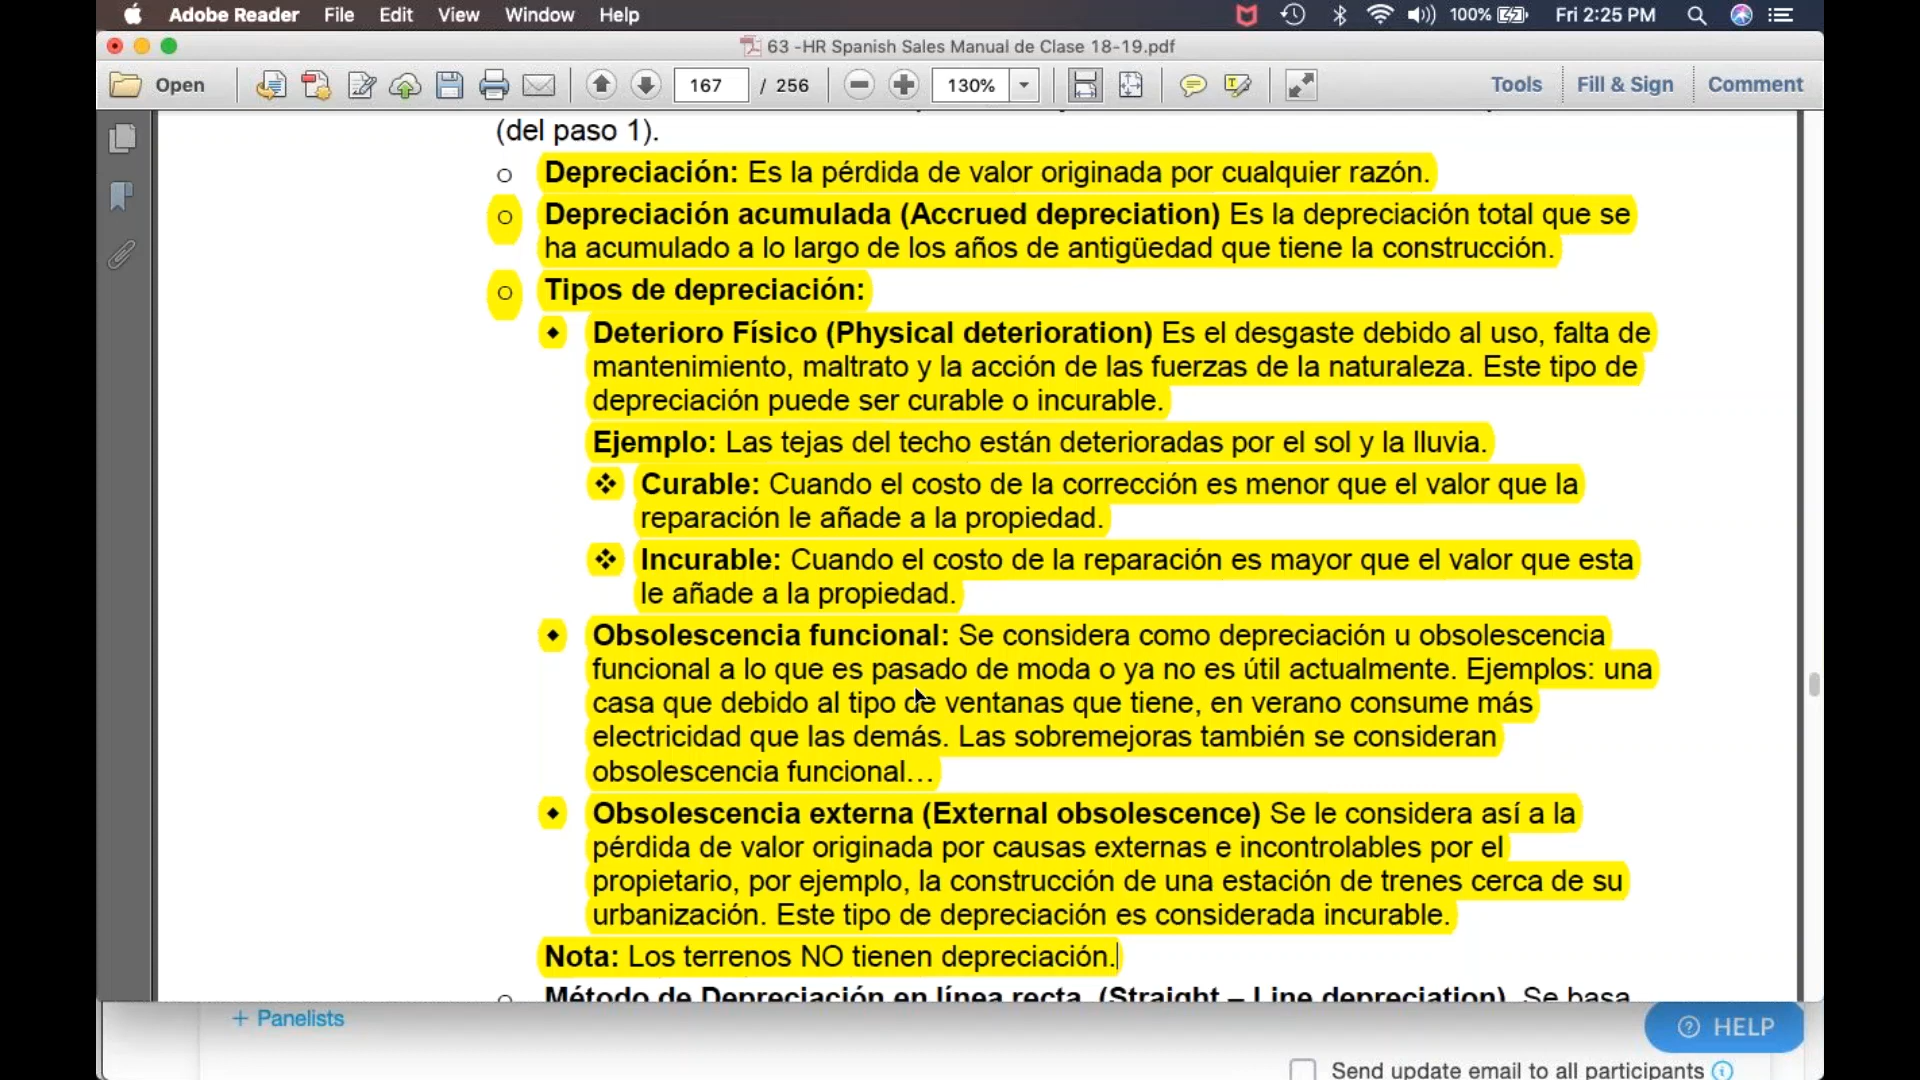 Adobe Reader File Edit View Window Help 100% Fri 2:25 PM
63 -HR Spanish Sales Manual de Clase 18-19.pdf
Open 167 / 256 130% Tools Fill & Sign Comment
(del paso 1).
Depreciación: Es la pérdida de valor originada por cualquier razón.
Depreciación acumulada (Accrued depreciation) Es la depreciación total que se
ha acumulado a lo largo de los años de antigüedad que tiene la construcción.
Tipos de depreciación:
Deterioro Físico (Physical deterioration) Es el desgaste debido al uso, falta de
mantenimiento, maltrato y la acción de las fuerzas de la naturaleza. Este tipo de
depreciación puede ser curable o incurable.
Ejemplo: Las tejas del techo están deterioradas por el sol y la lluvia.
Curable: Cuando el costo de la corrección es menor que el valor que la
reparación le añade a la propiedad.
Incurable: Cuando el costo de la reparación es mayor que el valor que esta
le añade a la propiedad.
Obsolescencia funcional: Se considera como depreciación u obsolescencia
funcional a lo que es pasado de moda o ya no es útil actualmente. Ejemplos: una
casa que debido al tipo de ventanas que tiene, en verano consume más
electricidad que las demás. Las sobremejoras también se consideran
obsolescencia funcional…
Obsolescencia externa (External obsolescence) Se le considera así a la
pérdida de valor originada por causas externas e incontrolables por el
propietario, por ejemplo, la construcción de una estación de trenes cerca de su
urbanización. Este tipo de depreciación es considerada incurable.
Nota: Los terrenos NO tienen depreciación.
Método de Depreciación en línea recta (Straight – Line depreciation) Se basa
+ Panelists
HELP
Send update email to all participants